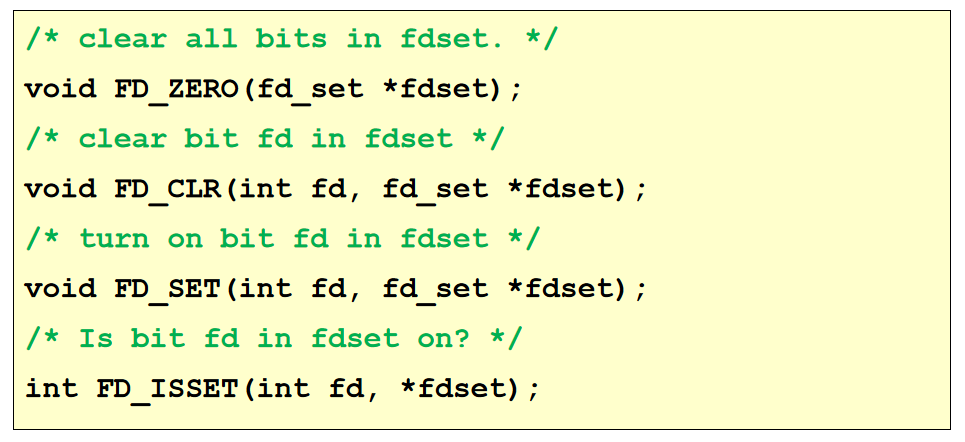 /* clear all bits in fdset. */
void FD_ZERO(fd_set *fdset);
/* clear bit fd in fdset */
void FD_CLR(int fd, fd_set *fdset);
/* turn on bit fd in fdset */
void FD_SET(int fd, fd_set *fdset);
/* Is bit fd in fdset on? */
int FD_ISSET(int fd, *fdset);